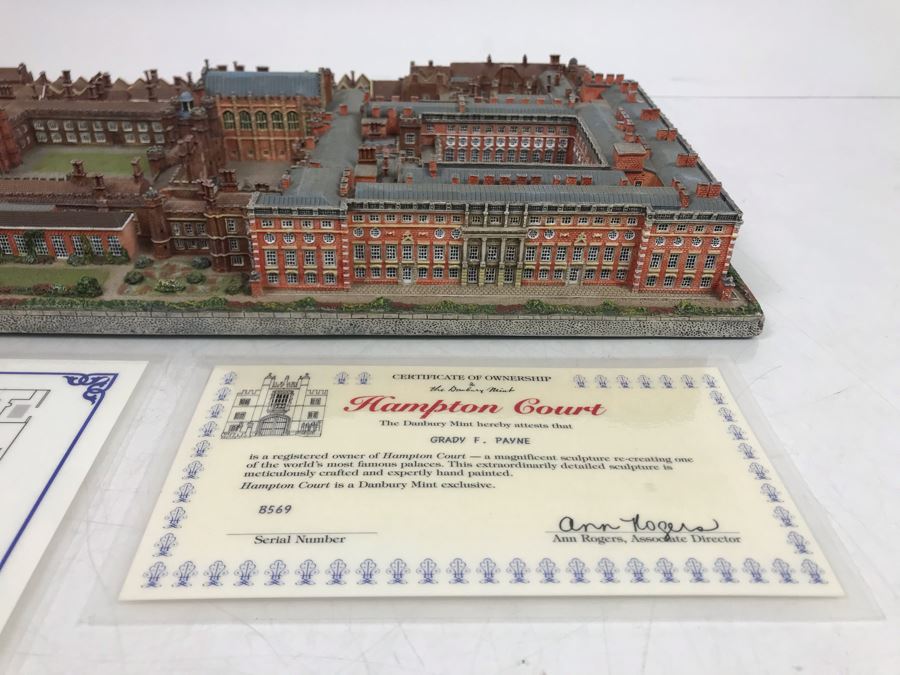 CERTIFICATE OF OWNERSHIP
the Danbury Mint
Hampton Court
The Danbury Mint hereby attests that
GRADY F. PAYNE
is a registered owner of Hampton Court — a magnificent sculpture re-creating one
of the world's most famous palaces. This extraordinarily detailed sculpture is
meticulously crafted and expertly hand painted.
Hampton Court is a Danbury Mint exclusive.
B569
Serial Number
Ann Rogers
Ann Rogers, Associate Director